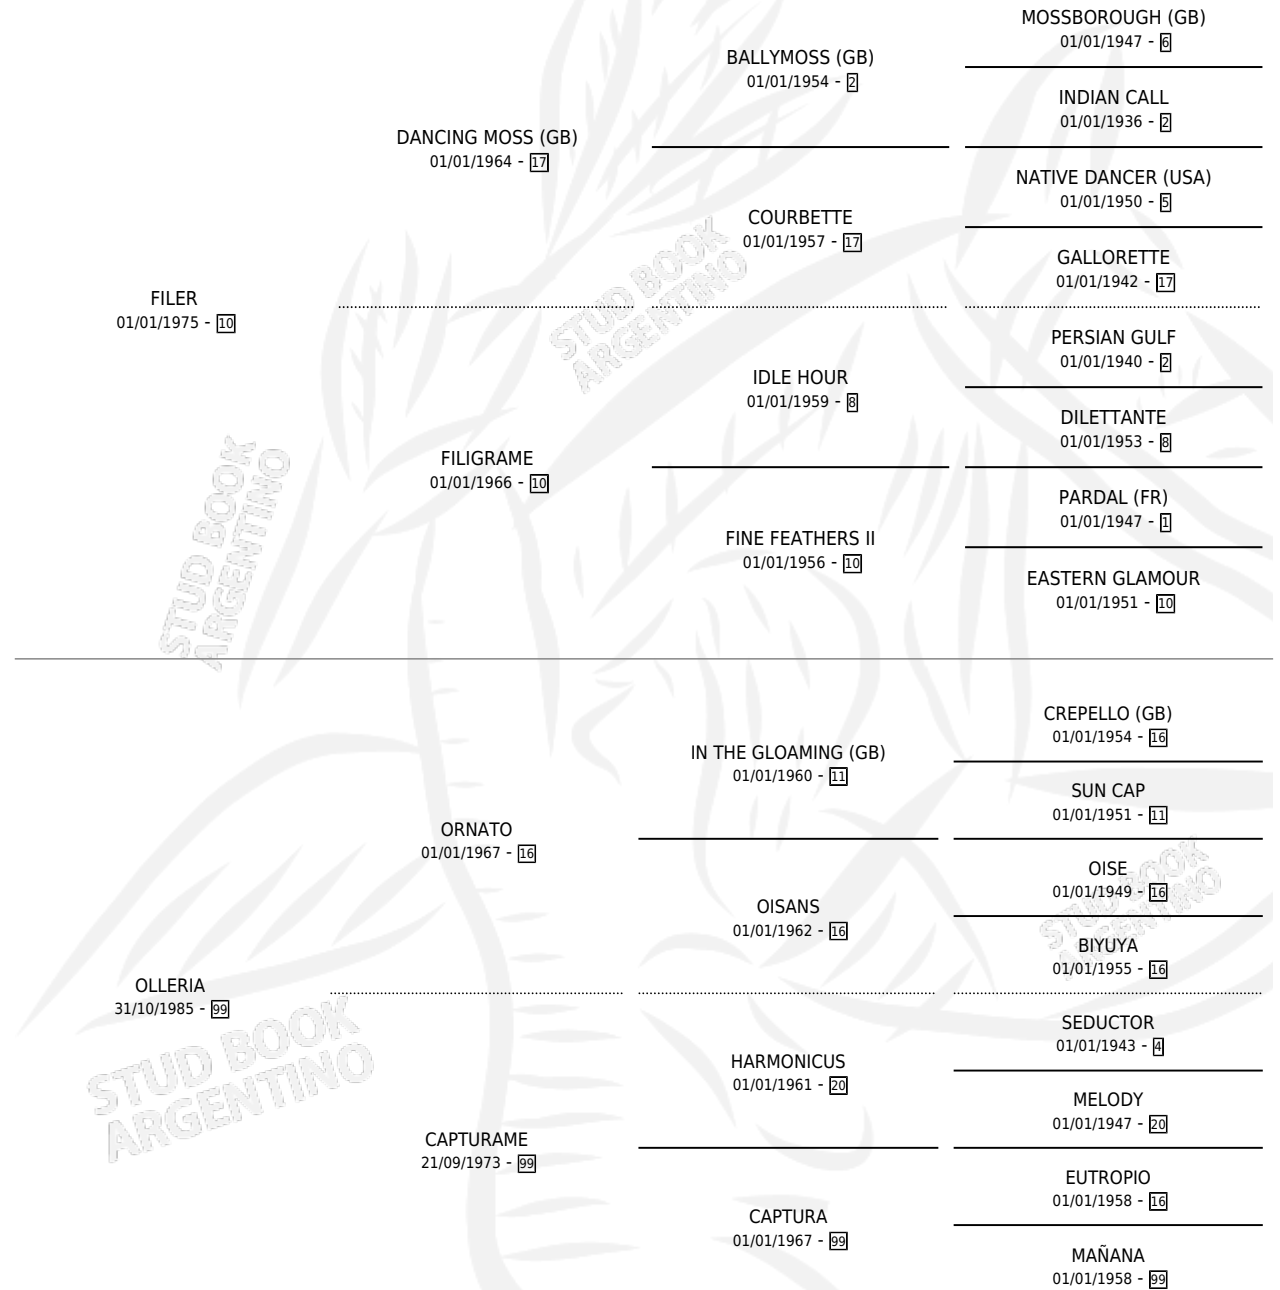 MOSSBOROUGH (GB)
01/01/1947 - 6
BALLYMOSS (GB)
01/01/1954 - 2
INDIAN CALL
01/01/1936 - 2
DANCING MOSS (GB)
01/01/1964 - 17
NATIVE DANCER (USA)
01/01/1950 - 5
COURBETTE
01/01/1957 - 17
GALLORETTE
01/01/1942 - 17
FILER
01/01/1975 - 10
PERSIAN GULF
01/01/1940 - 2
IDLE HOUR
01/01/1959 - 8
DILETTANTE
01/01/1953 - 8
FILIGRAME
01/01/1966 - 10
PARDAL (FR)
01/01/1947 - 1
FINE FEATHERS II
01/01/1956 - 10
EASTERN GLAMOUR
01/01/1951 - 10
STUD BOOK
ARGENTINO
STUD BOOK
ARGENTINO
CREPELLO (GB)
01/01/1954 - 16
IN THE GLOAMING (GB)
01/01/1960 - 11
SUN CAP
01/01/1951 - 11
ORNATO
01/01/1967 - 16
OISE
01/01/1949 - 16
OISANS
01/01/1962 - 16
BIYUYA
01/01/1955 - 16
STUD BOOK
ARGENTINO
OLLERIA
31/10/1985 - 99
SEDUCTOR
01/01/1943 - 4
HARMONICUS
01/01/1961 - 20
MELODY
01/01/1947 - 20
STUD BOOK
ARGENTINO
CAPTURAME
21/09/1973 - 99
EUTROPIO
01/01/1958 - 16
CAPTURA
01/01/1967 - 99
MAÑANA
01/01/1958 - 99